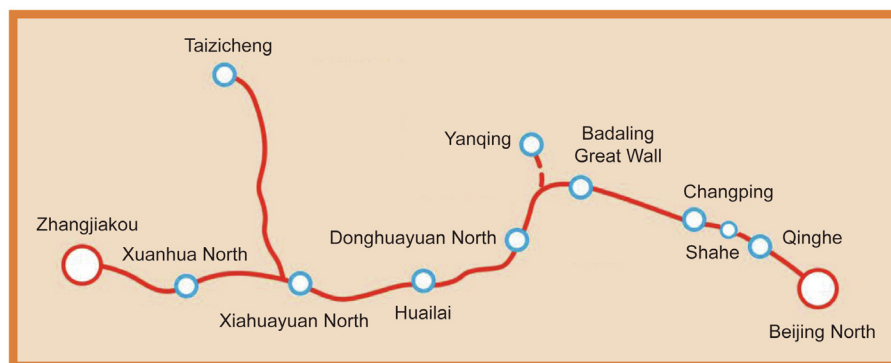 Taizicheng
Yanqing
Badaling
Great Wall
Changping
Zhangjiakou
Xuanhua North
Donghuayuan North
Shahe
Qinghe
Xiahuayuan North
Huailai
Beijing North